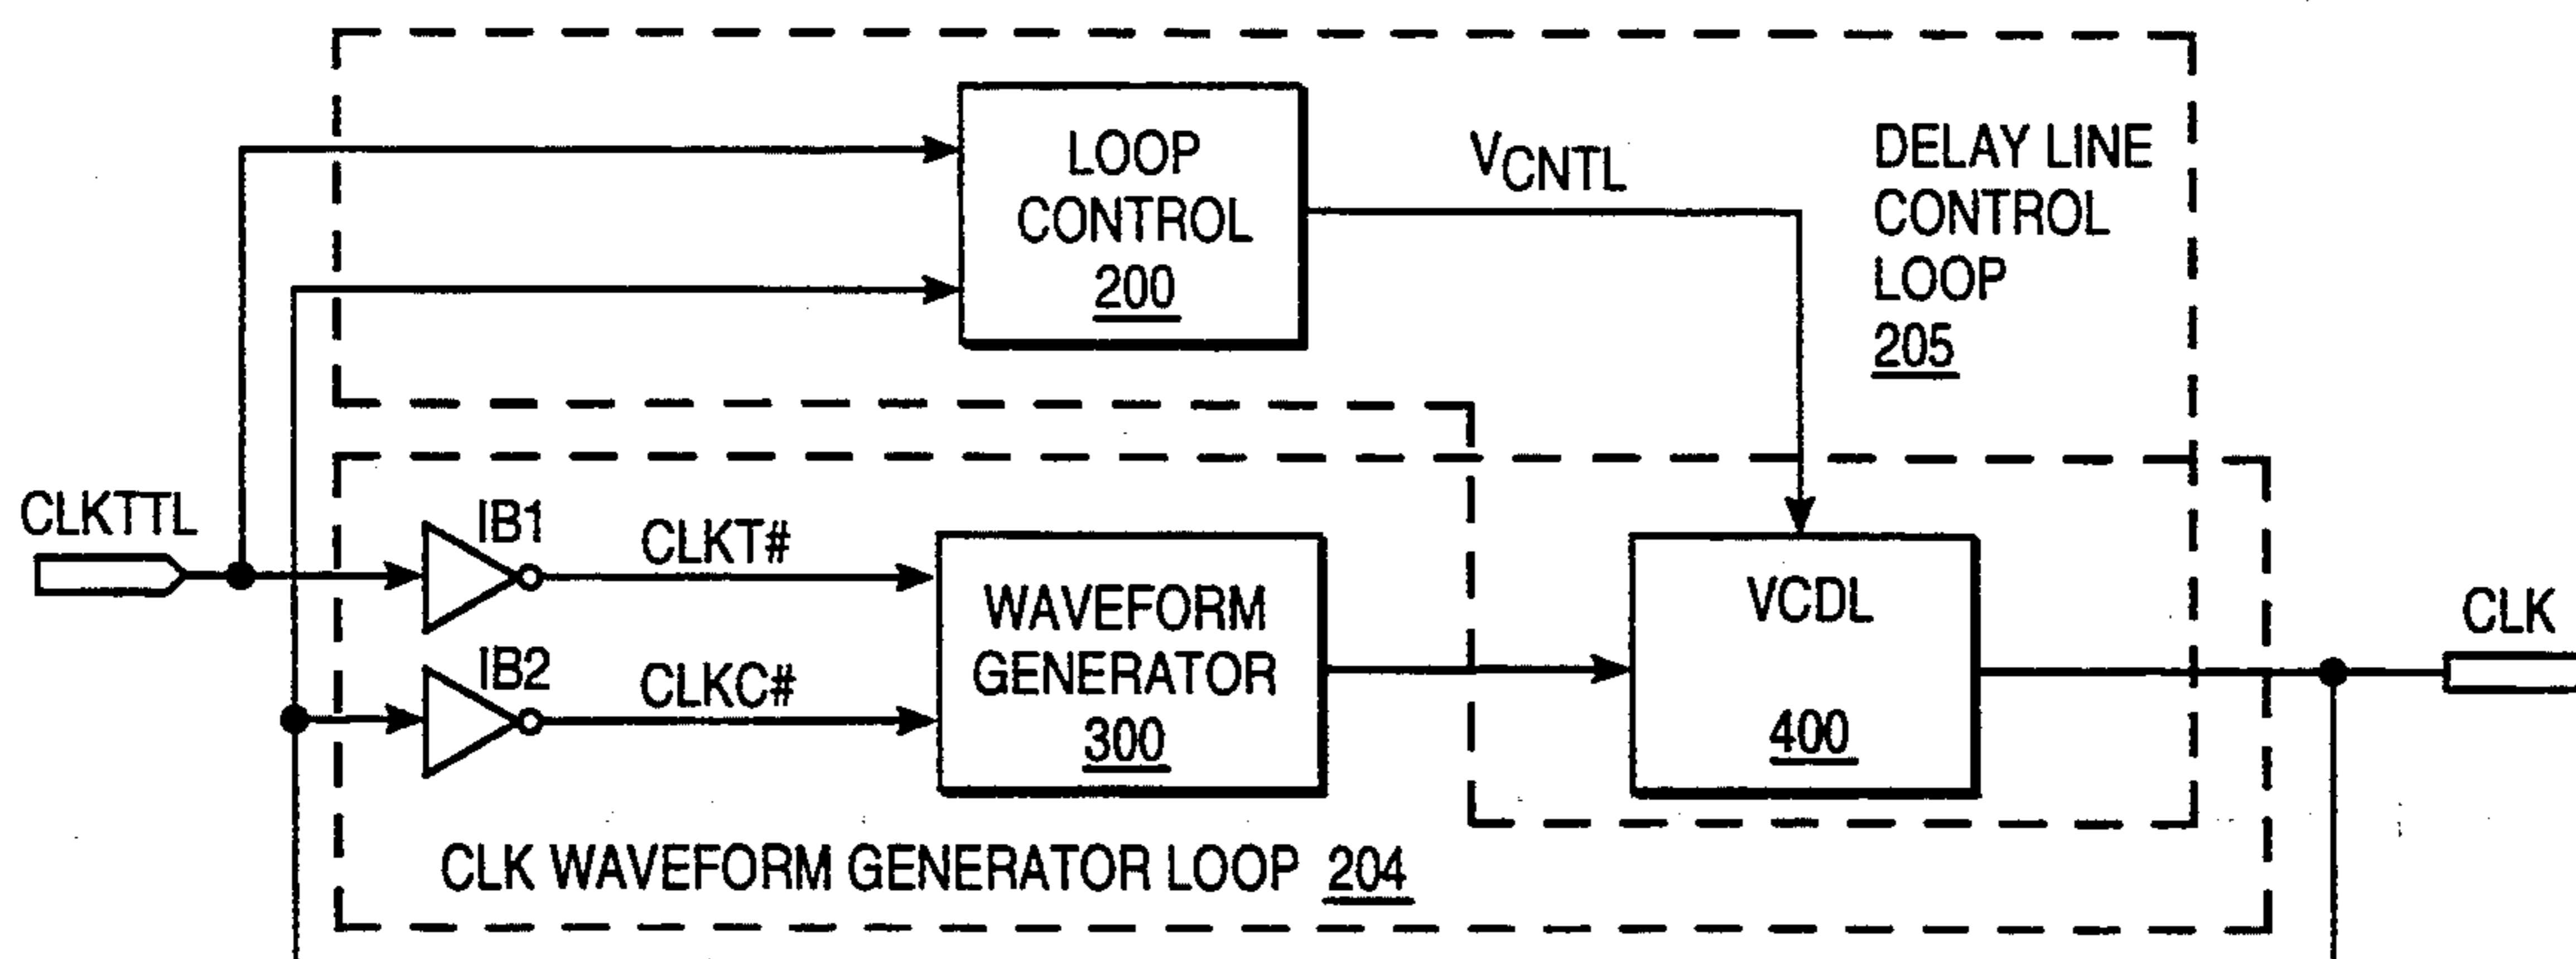 LOOP
CONTROL
200
VCNTL
DELAY LINE
CONTROL
LOOP
205
CLKTTL
IB1
CLKT#
IB2
CLKC#
WAVEFORM
GENERATOR
300
VCDL
400
CLK
CLK WAVEFORM GENERATOR LOOP 204